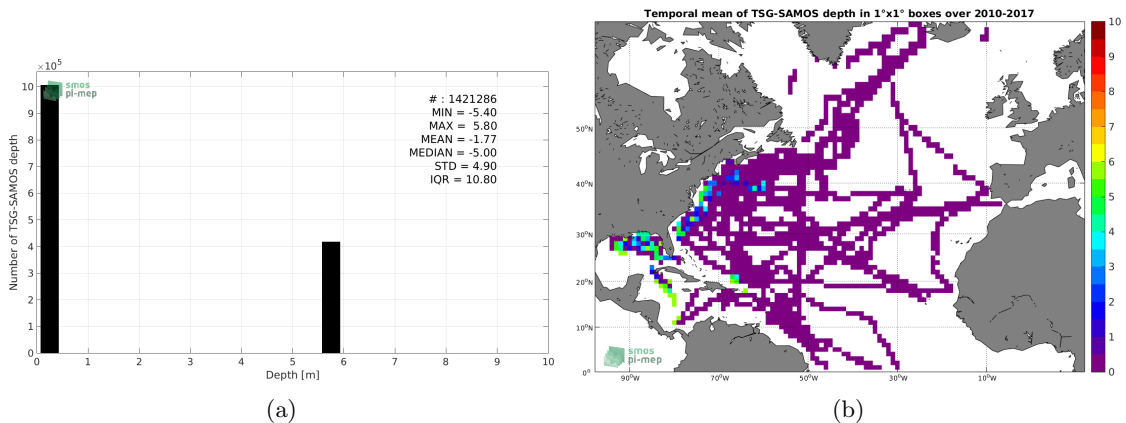 ×10⁵
smos
pi-mep
# : 1421286
MIN = -5.40
MAX = 5.80
MEAN = -1.77
MEDIAN = -5.00
STD = 4.90
IQR = 10.80
Number of TSG-SAMOS depth
10
9
8
7
6
5
4
3
2
1
0
0 1 2 3 4 5 6 7 8 9 10
Depth [m]
(a)
Temporal mean of TSG-SAMOS depth in 1°x1° boxes over 2010-2017
50°N
40°N
30°N
20°N
10°N
0°
smos
pi-mep
90°W 70°W 50°W 30°W 10°W
10
9
8
7
6
5
4
3
2
1
0
(b)